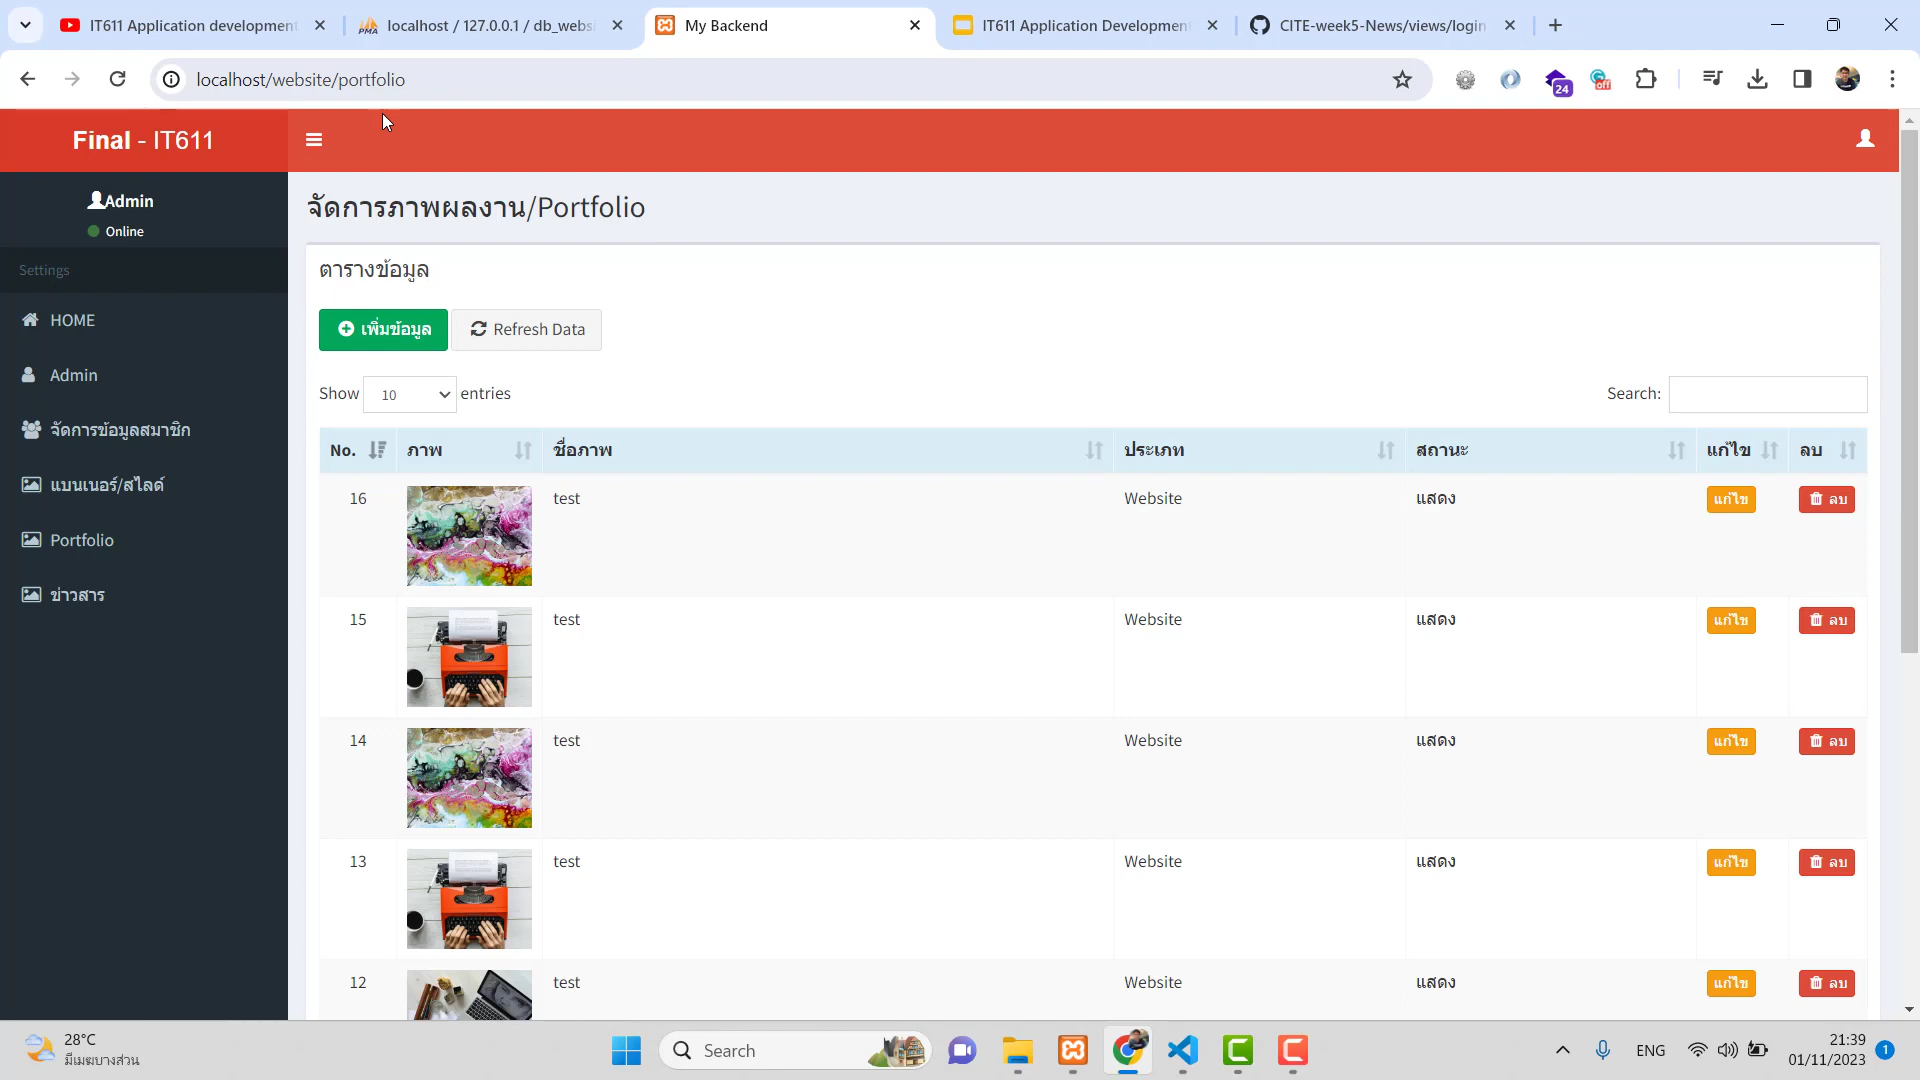 IT611 Application development
localhost / 127.0.0.1 / db_websi
My Backend
IT611 Application Development
CITE-week5-News/views/login
localhost/website/portfolio
24
off
Final - IT611
Admin
Online
Settings
HOME
Admin
จัดการข้อมูลสมาชิก
แบนเนอร์/สไลด์
Portfolio
ข่าวสาร
จัดการภาพผลงาน/Portfolio
ตารางข้อมูล
เพิ่มข้อมูล
Refresh Data
Show 10 entries
Search:
No. ภาพ ชื่อภาพ ประเภท สถานะ แก้ไข ลบ
16 test Website แสดง แก้ไข ลบ
15 test Website แสดง แก้ไข ลบ
14 test Website แสดง แก้ไข ลบ
13 test Website แสดง แก้ไข ลบ
12 test Website แสดง แก้ไข ลบ
28°C
มีเมฆบางส่วน
Search
ENG
21:39
01/11/2023
1